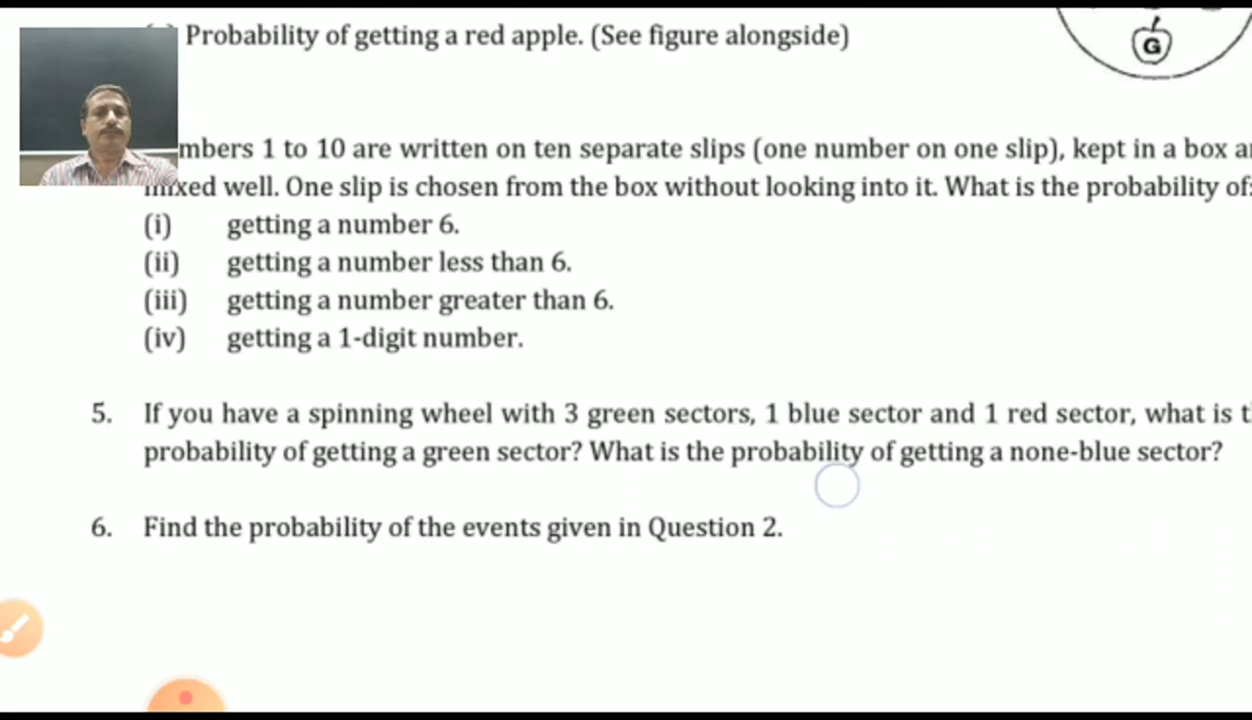 Probability of getting a red apple. (See figure alongside)
G
1 to 10 are written on ten separate slips (one number on one slip), kept in a box
well. One slip is chosen from the box without looking into it. What is the probability of:
(i) getting a number 6.
(ii) getting a number less than 6.
(iii) getting a number greater than 6.
(iv) getting a 1-digit number.
5. If you have a spinning wheel with 3 green sectors, 1 blue sector and 1 red sector, what is
probability of getting a green sector? What is the probability of getting a none-blue sector?
6. Find the probability of the events given in Question 2.